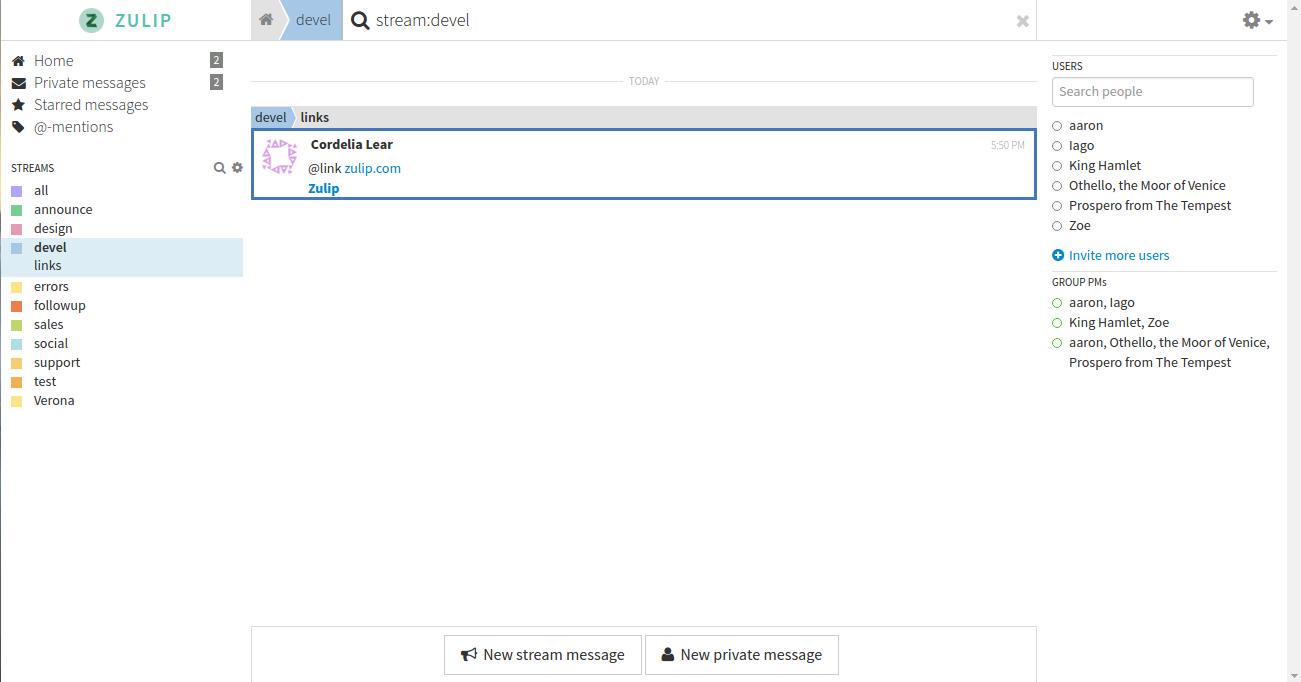 ZULIP
devel
stream:devel
Home 2
Private messages 2
Starred messages
@-mentions
STREAMS
all
announce
design
devel
links
errors
followup
sales
social
support
test
Verona
TODAY
devel links
Cordelia Lear 5:50 PM
@link zulip.com
Zulip
New stream message
New private message
USERS
Search people
aaron
Iago
King Hamlet
Othello, the Moor of Venice
Prospero from The Tempest
Zoe
Invite more users
GROUP PMs
aaron, Iago
King Hamlet, Zoe
aaron, Othello, the Moor of Venice,
Prospero from The Tempest